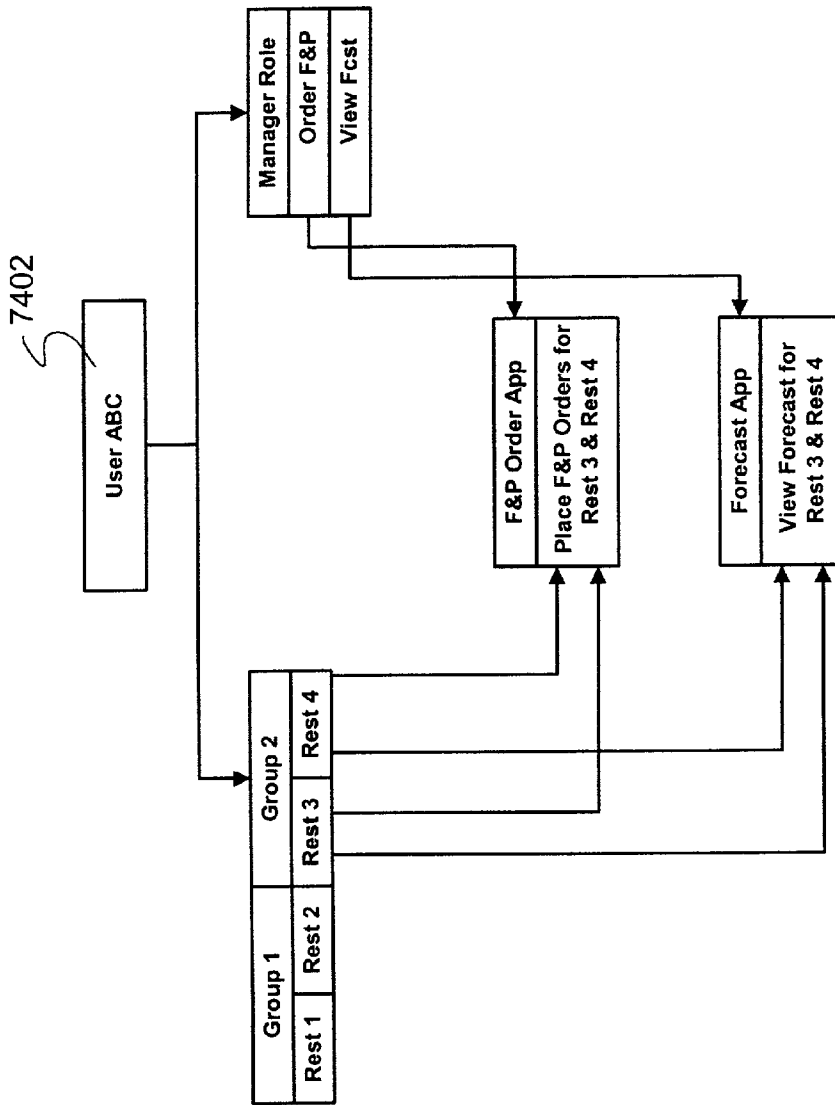 7402
User ABC
Group 1
Group 2
Rest 1
Rest 2
Rest 3
Rest 4
Manager Role
Order F&P
View Fcst
F&P Order App
Place F&P Orders for
Rest 3 & Rest 4
Forecast App
View Forecast for
Rest 3 & Rest 4